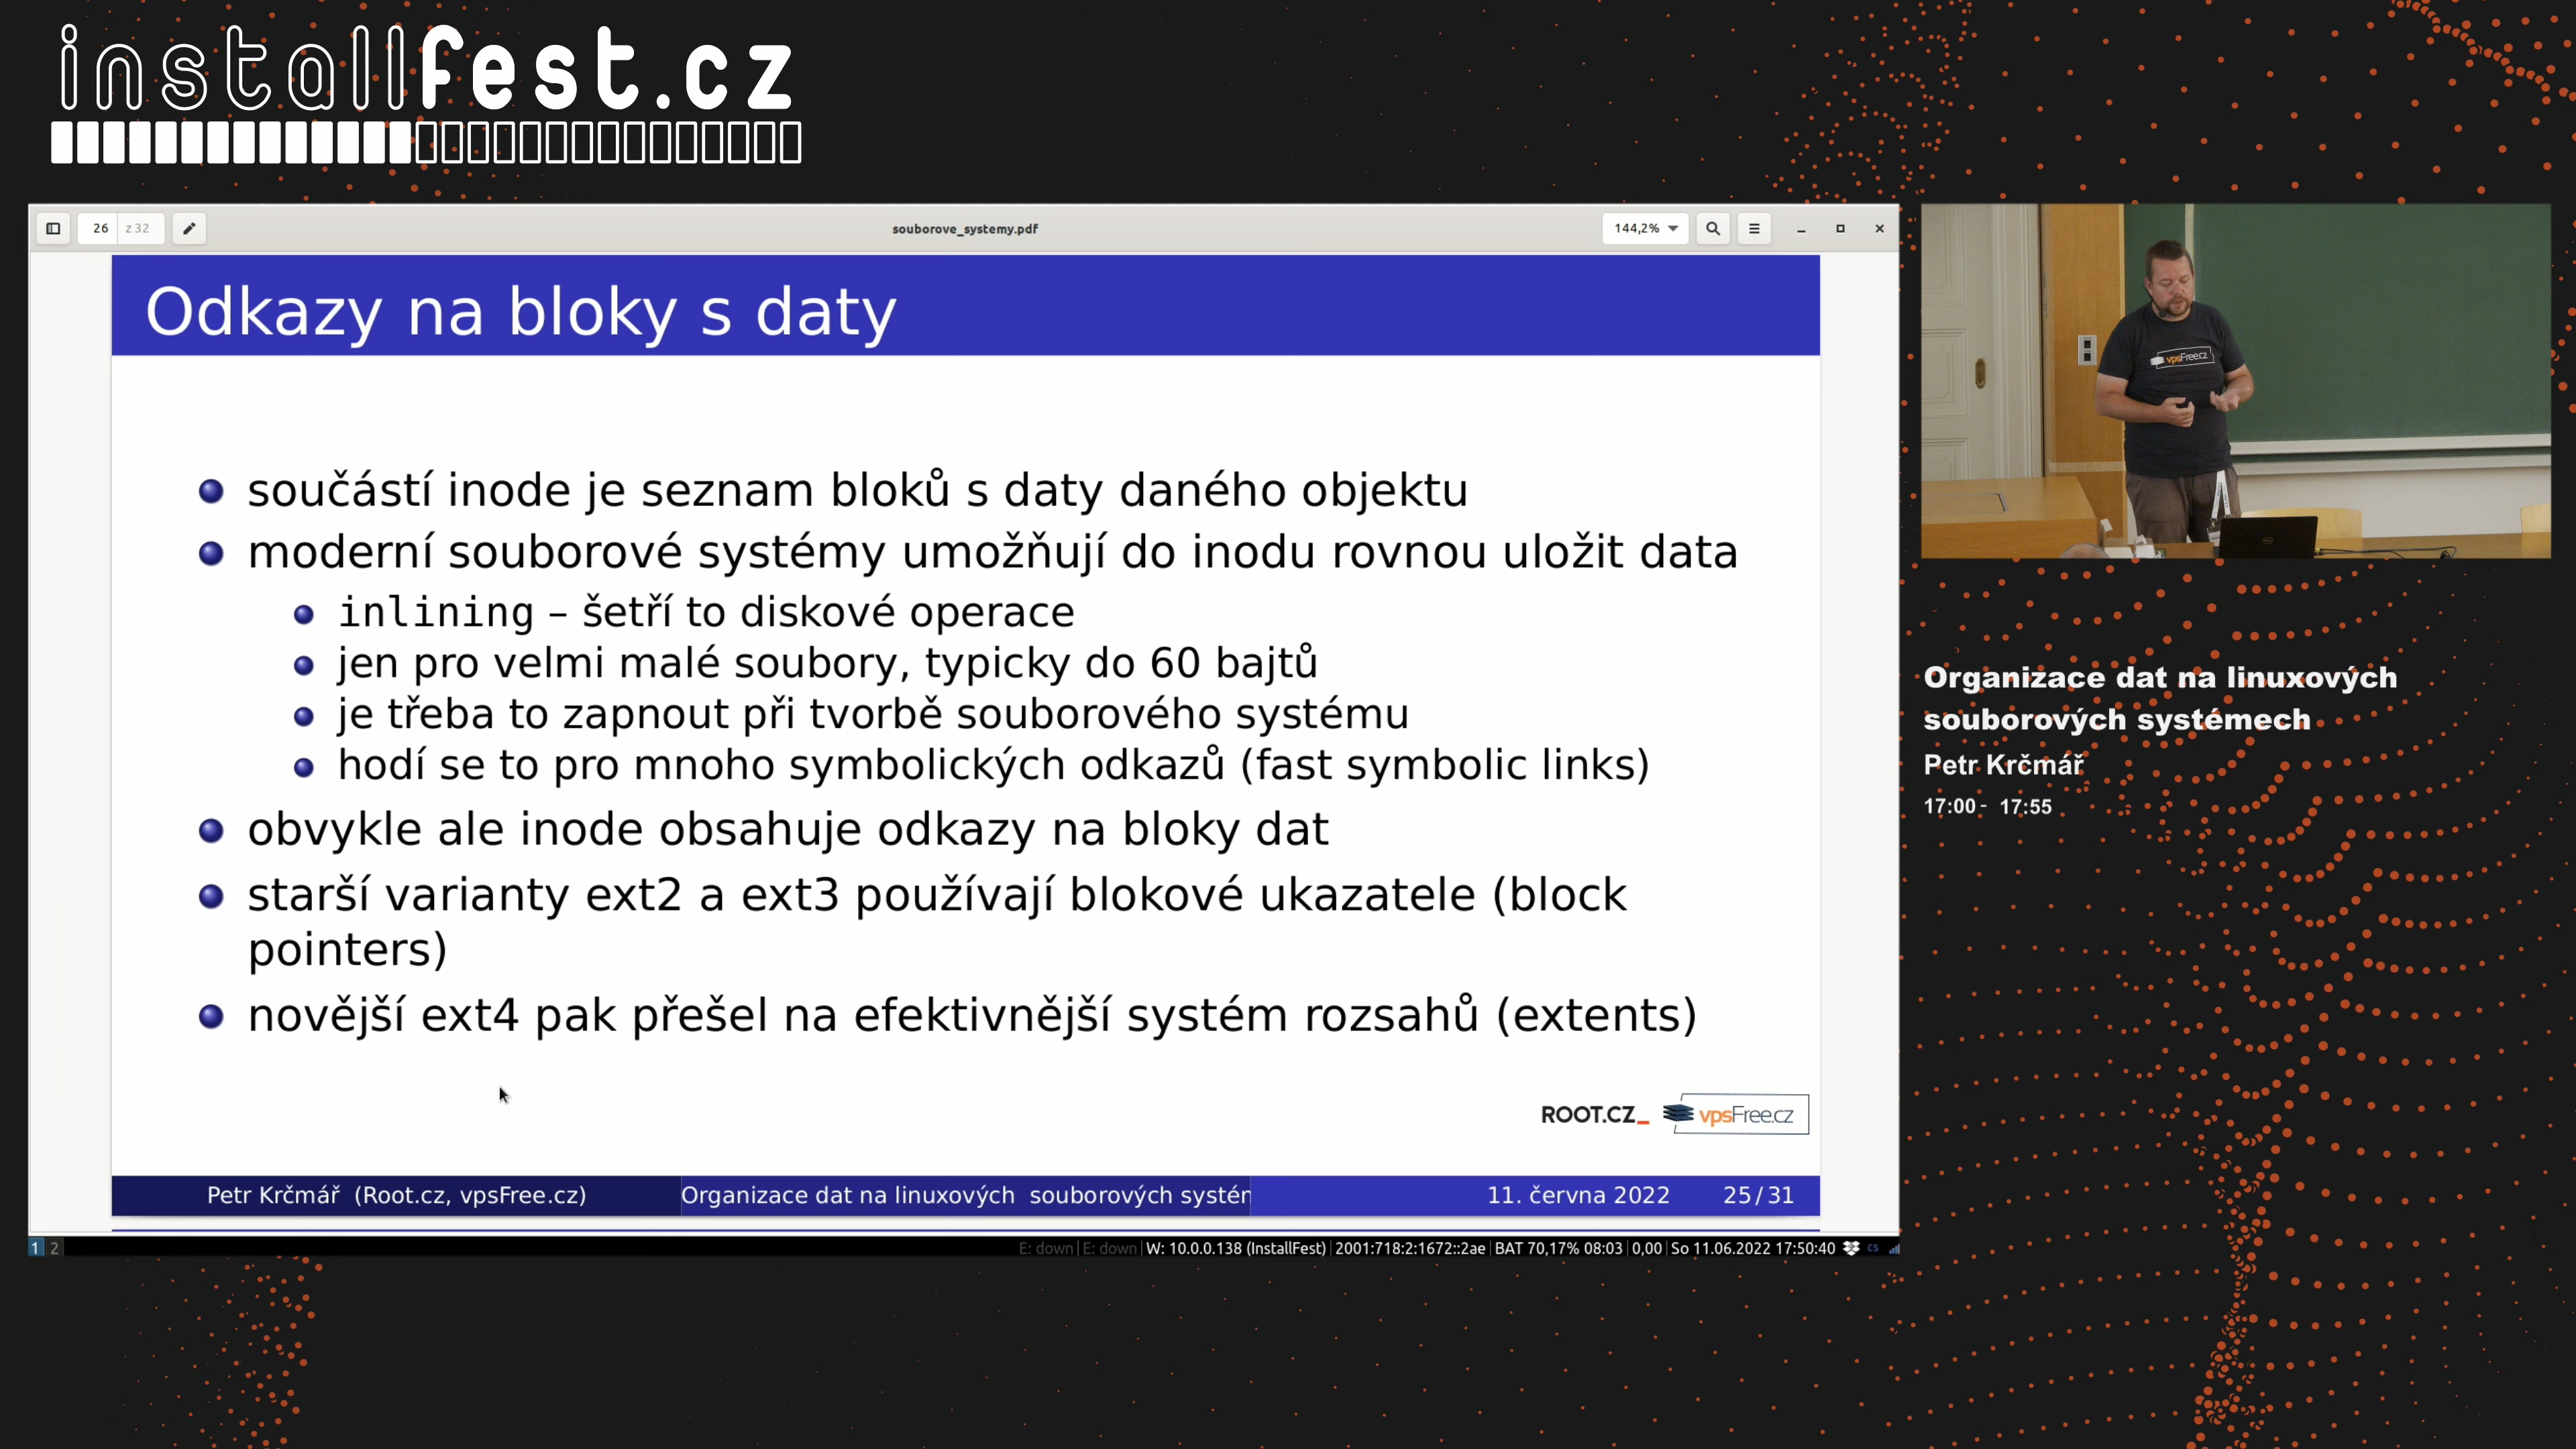 installfest.cz
26 z 32
souborove_systemy.pdf
144,2%
Odkazy na bloky s daty
součástí inode je seznam bloků s daty daného objektu
moderní souborové systémy umožňují do inodu rovnou uložit data
inlining – šetří to diskové operace
jen pro velmi malé soubory, typicky do 60 bajtů
je třeba to zapnout při tvorbě souborového systému
hodí se to pro mnoho symbolických odkazů (fast symbolic links)
obvykle ale inode obsahuje odkazy na bloky dat
starší varianty ext2 a ext3 používají blokové ukazatele (block
pointers)
novější ext4 pak přešel na efektivnější systém rozsahů (extents)
ROOT.CZ_ vpsFree.cz
Petr Krčmář (Root.cz, vpsFree.cz) Organizace dat na linuxových souborových systém 11. června 2022 25/31
1 2 E: down E: down W: 10.0.0.138 (InstallFest) 2001:718:2:1672::2ae BAT 70,17% 08:03 0,00 So 11.06.2022 17:50:40 cs
vpsFree.cz
Organizace dat na linuxových
souborových systémech
Petr Krčmář
17:00 - 17:55